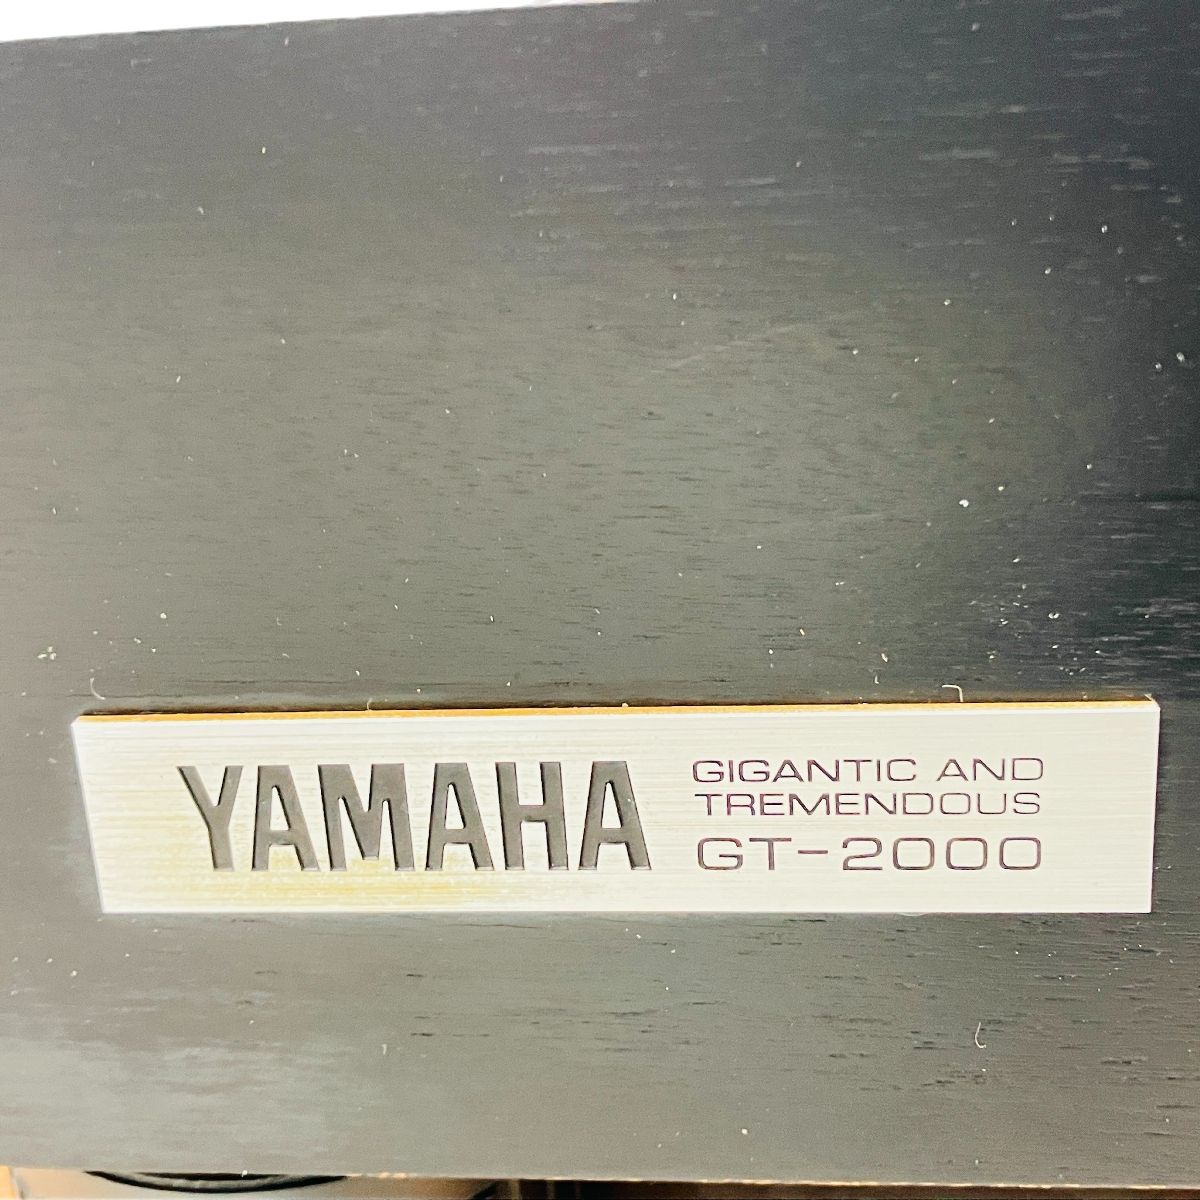 YAMAHA
GIGANTIC AND
TREMENDOUS
GT-2000